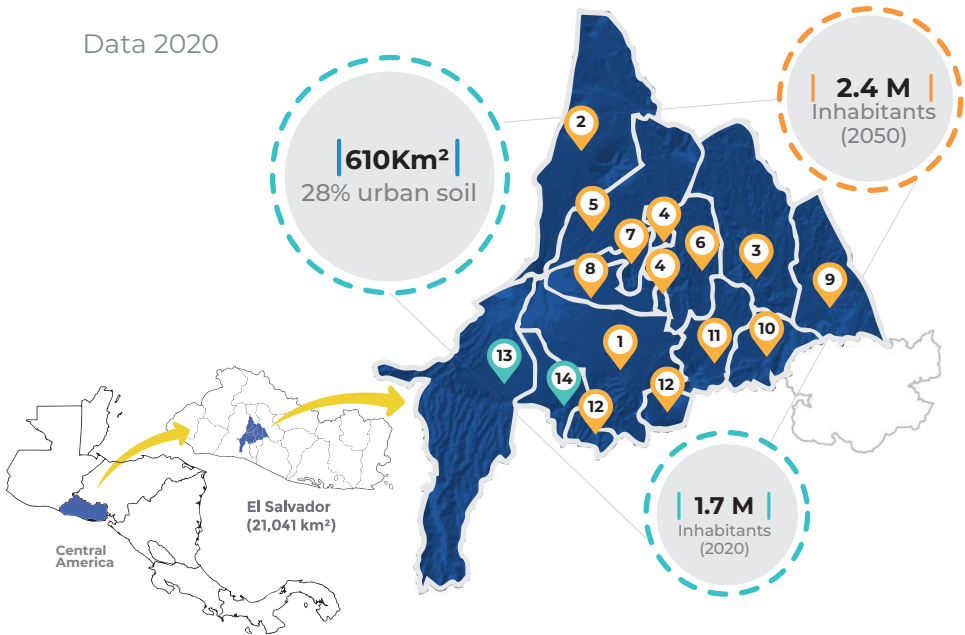 Data 2020
610Km²
28% urban soil
2.4 M
Inhabitants
(2050)
2
5
4
7
6
3
8
4
9
10
11
1
13
14
12
12
El Salvador
(21,041 km²)
Central
America
1.7 M
Inhabitants
(2020)